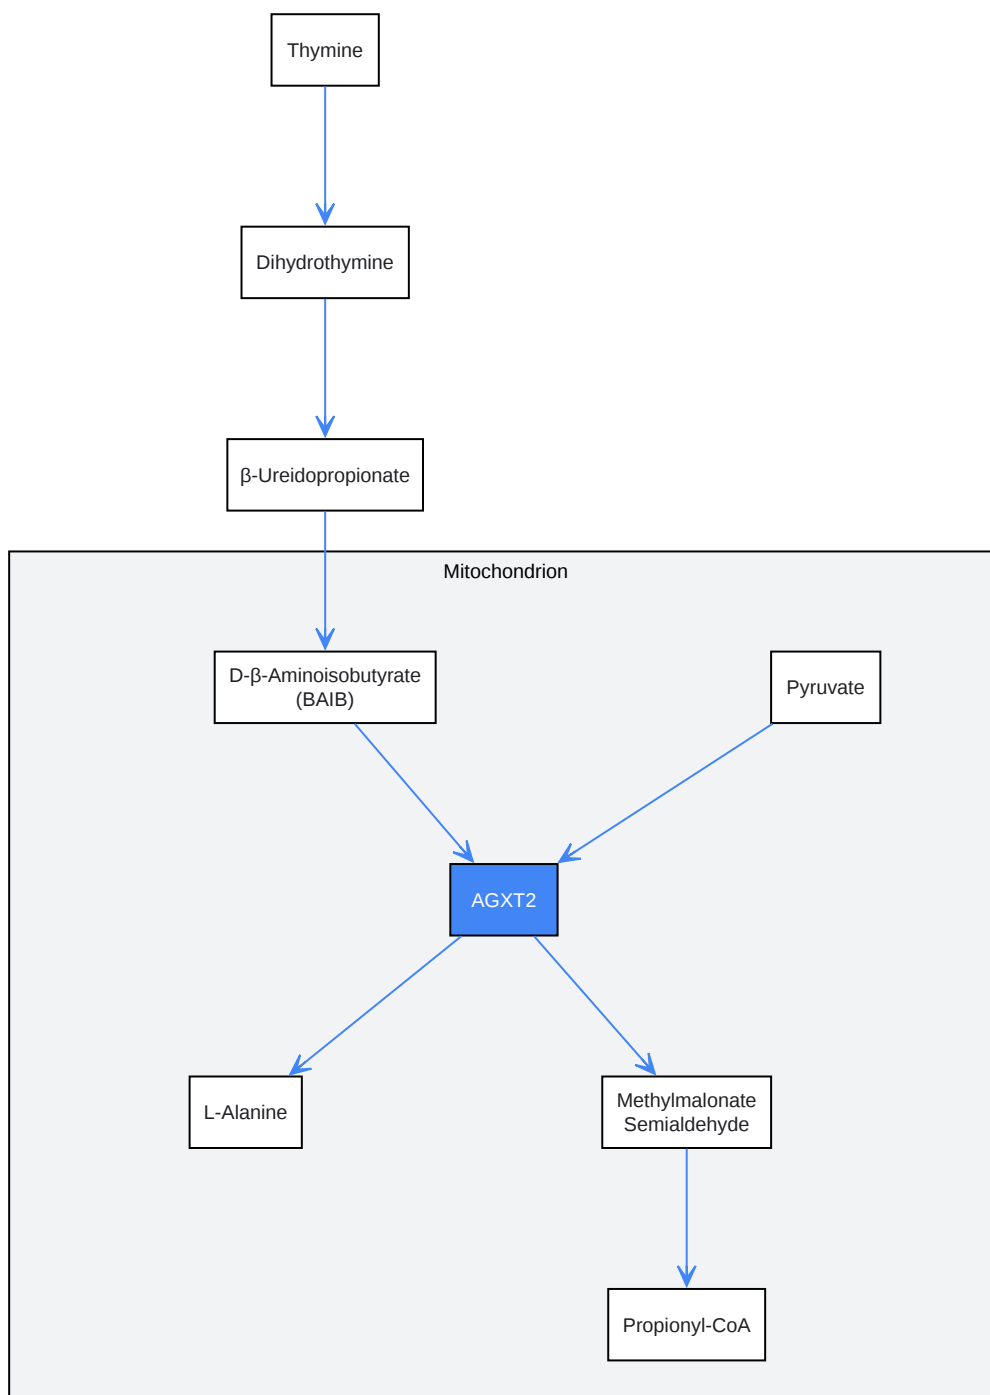 Thymine
Dihydrothymine
β-Ureidopropionate
Mitochondrion
D-β-Aminoisobutyrate
(BAIB)
Pyruvate
AGXT2
L-Alanine
Methylmalonate
Semialdehyde
Propionyl-CoA